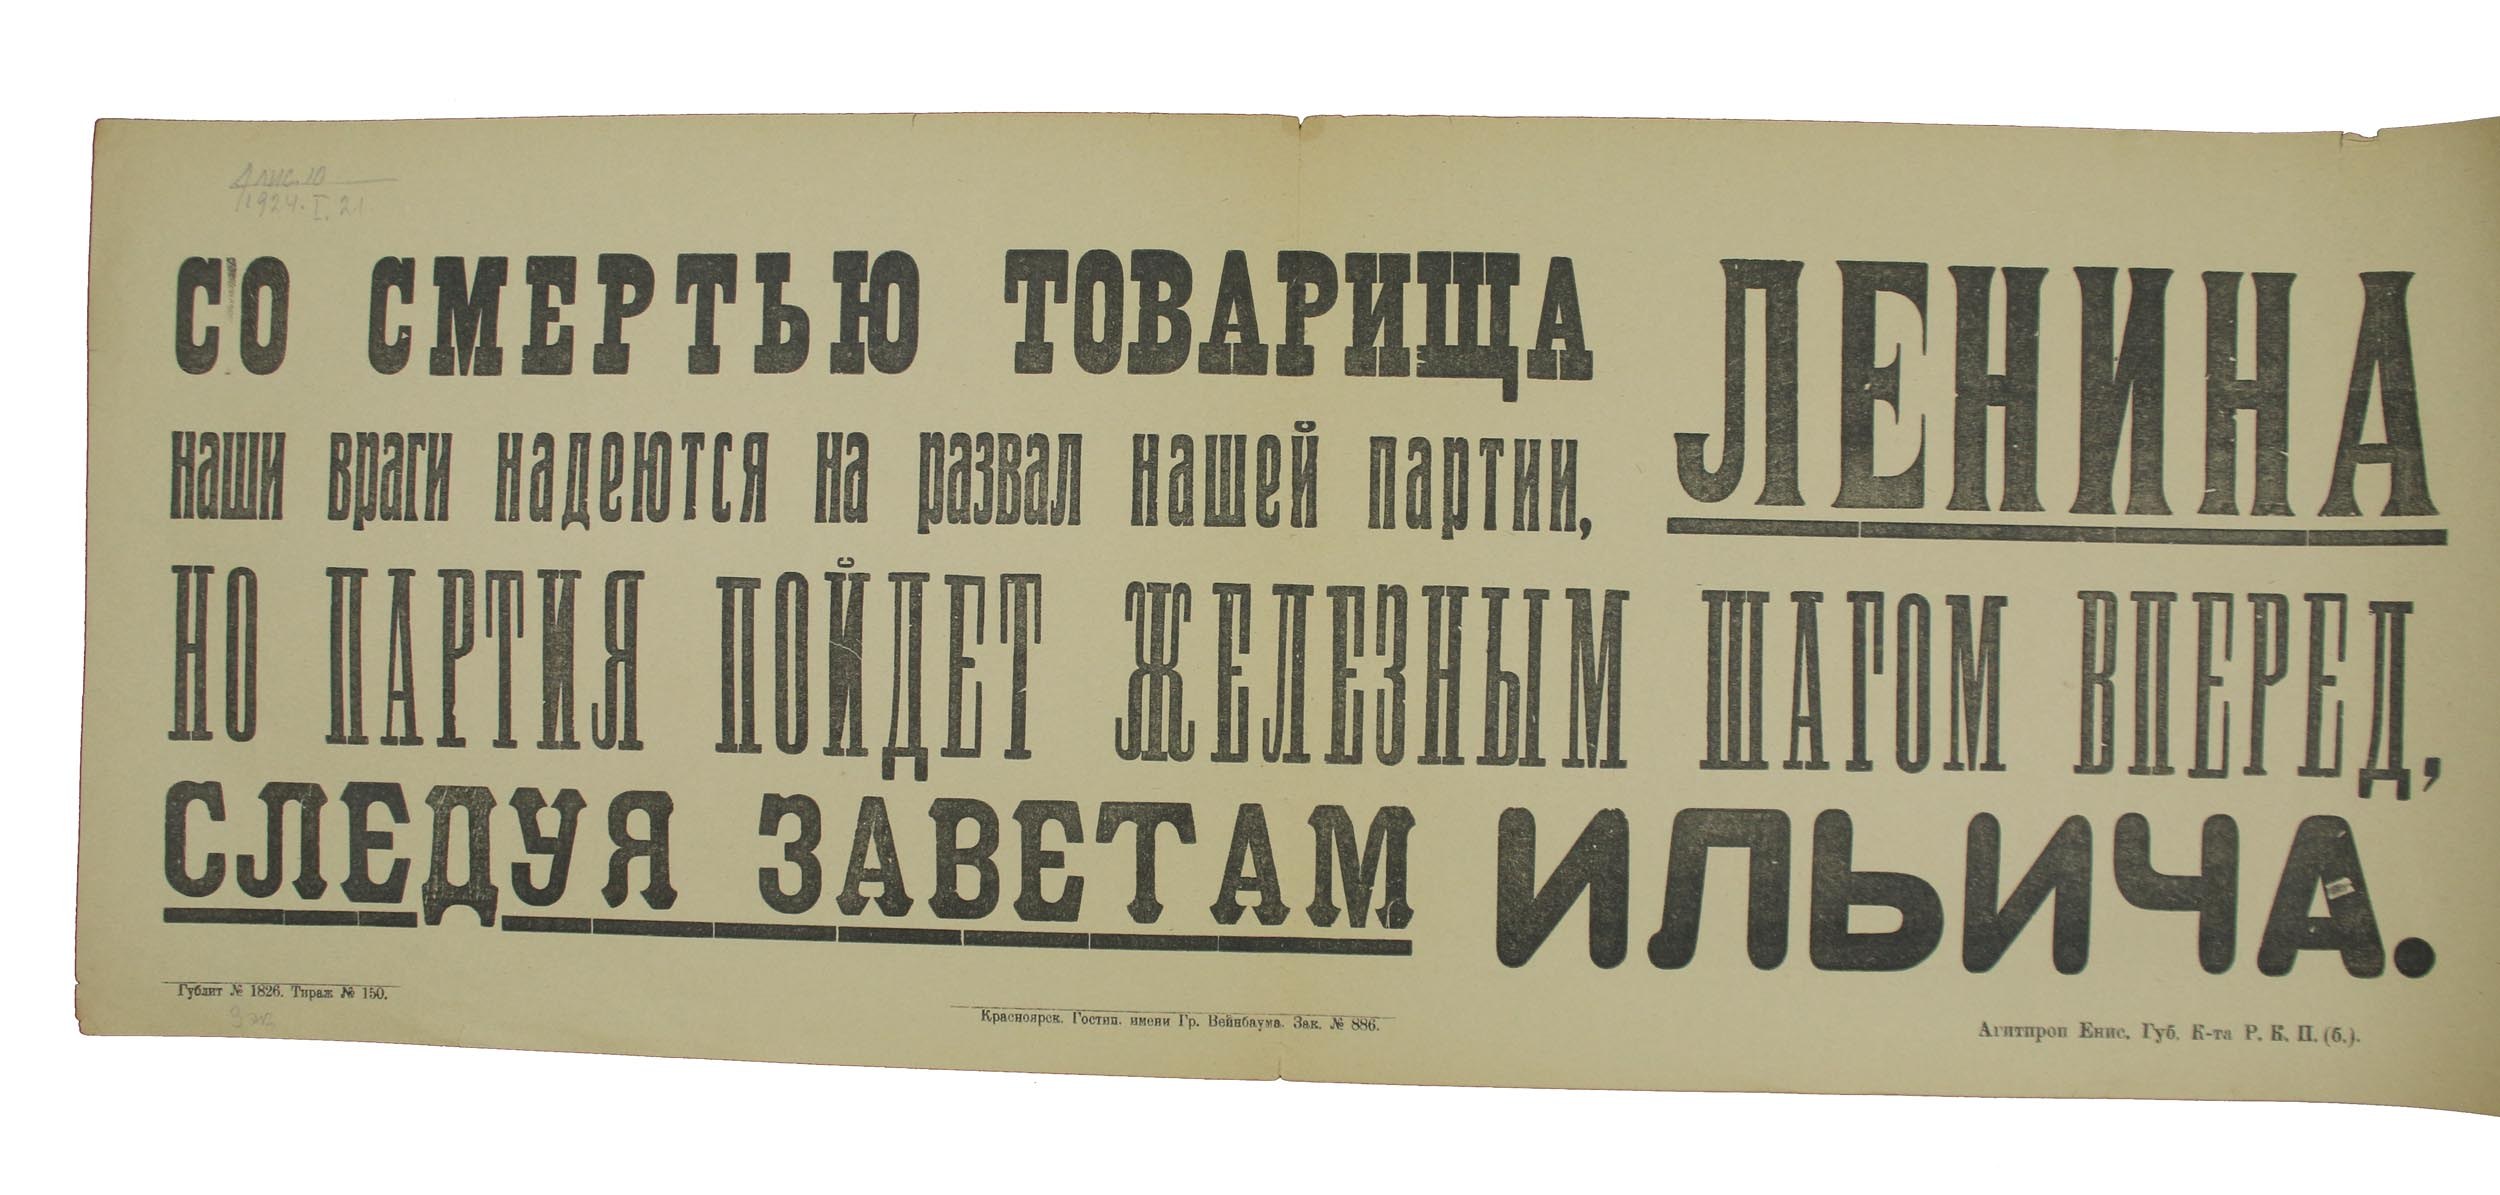 1924. I. 21.
СО СМЕРТЬЮ ТОВАРИЩА ЛЕНИНА
наши враги надеются на развал нашей партии,
НО ПАРТИЯ ПОЙДЕТ ЖЕЛЕЗНЫМ ШАГОМ ВПЕРЕД,
СЛЕДУЯ ЗАВЕТАМ ИЛЬИЧА.
Гублит № 1826. Тираж № 150.
Красноярск. Гостип. имени Гр. Вейнбаума. Зак. № 886.
Агитпроп Енис. Губ. К-та Р. К. П. (б.).